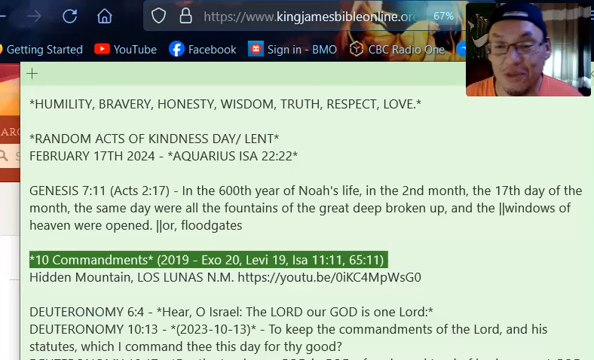 https://www.kingjamesbibleonline.or
67%
Getting Started
YouTube
Facebook
Sign in - BMO
CBC Radio One
*HUMILITY, BRAVERY, HONESTY, WISDOM, TRUTH, RESPECT, LOVE.*
*RANDOM ACTS OF KINDNESS DAY/ LENT*
FEBRUARY 17TH 2024 - *AQUARIUS ISA 22:22*
GENESIS 7:11 (Acts 2:17) - In the 600th year of Noah's life, in the 2nd month, the 17th day of the
month, the same day were all the fountains of the great deep broken up, and the ||windows of
heaven were opened. ||or, floodgates
*10 Commandments* (2019 - Exo 20, Levi 19, Isa 11:11, 65:11)
Hidden Mountain, LOS LUNAS N.M. https://youtu.be/0iKC4MpWsG0
DEUTERONOMY 6:4 - *Hear, O Israel: The LORD our GOD is one Lord:*
DEUTERONOMY 10:13 - *(2023-10-13)* - To keep the commandments of the Lord, and his
statutes, which I command thee this day for thy good?